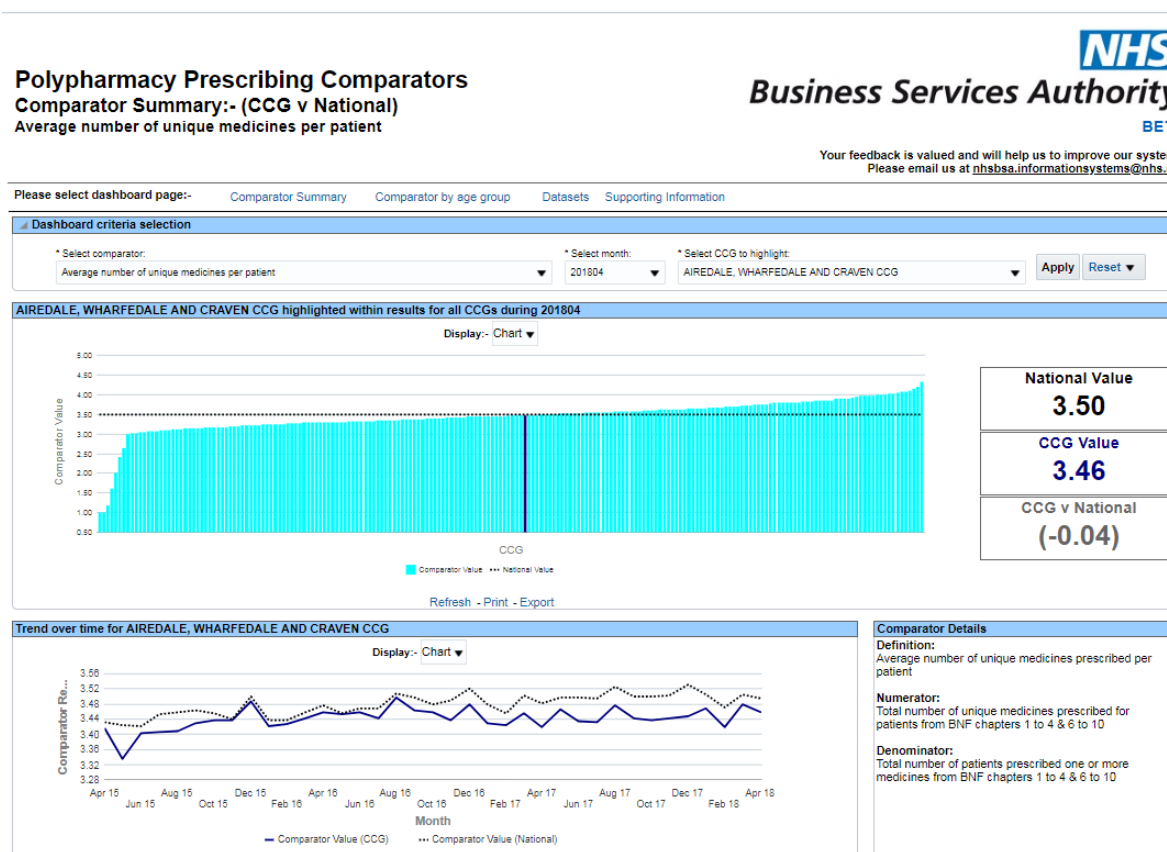 NHS
Business Services Authority
Polypharmacy Prescribing Comparators
Comparator Summary:- (CCG v National)
Average number of unique medicines per patient
Your feedback is valued and will help us to improve our
Please email us at
Please select dashboard page:- Comparator Summary Comparator by age group Datasets Supporting Information
Dashboard criteria selection
* Select comparator: * Select month: * Select CCG to highlight:
Average number of unique medicines per patient 201804 AIREDALE, WHARFEDALE AND CRAVEN CCG Apply Reset
AIREDALE, WHARFEDALE AND CRAVEN CCG highlighted within results for all CCGs during 201804
Display:- Chart
Comparator Value
5.00
4.50
4.00
3.50
3.00
2.50
2.00
1.50
1.00
0.50
CCG
Comparator Value National Value
National Value
3.50
CCG Value
3.46
CCG v National
(-0.04)
Refresh - Print - Export
Trend over time for AIREDALE, WHARFEDALE AND CRAVEN CCG
Display:- Chart
Comparator Re...
3.56
3.52
3.48
3.44
3.40
3.36
3.32
3.28
Apr 15 Jun 15 Aug 15 Oct 15 Dec 15 Feb 16 Apr 16 Jun 16 Aug 16 Oct 16 Dec 16 Feb 17 Apr 17 Jun 17 Aug 17 Oct 17 Dec 17 Feb 18 Apr 18
Month
Comparator Value (CCG) Comparator Value (National)
Comparator Details
Definition:
Average number of unique medicines prescribed per
patient
Numerator:
Total number of unique medicines prescribed for
patients from BNF chapters 1 to 4 & 6 to 10
Denominator:
Total number of patients prescribed one or more
medicines from BNF chapters 1 to 4 & 6 to 10